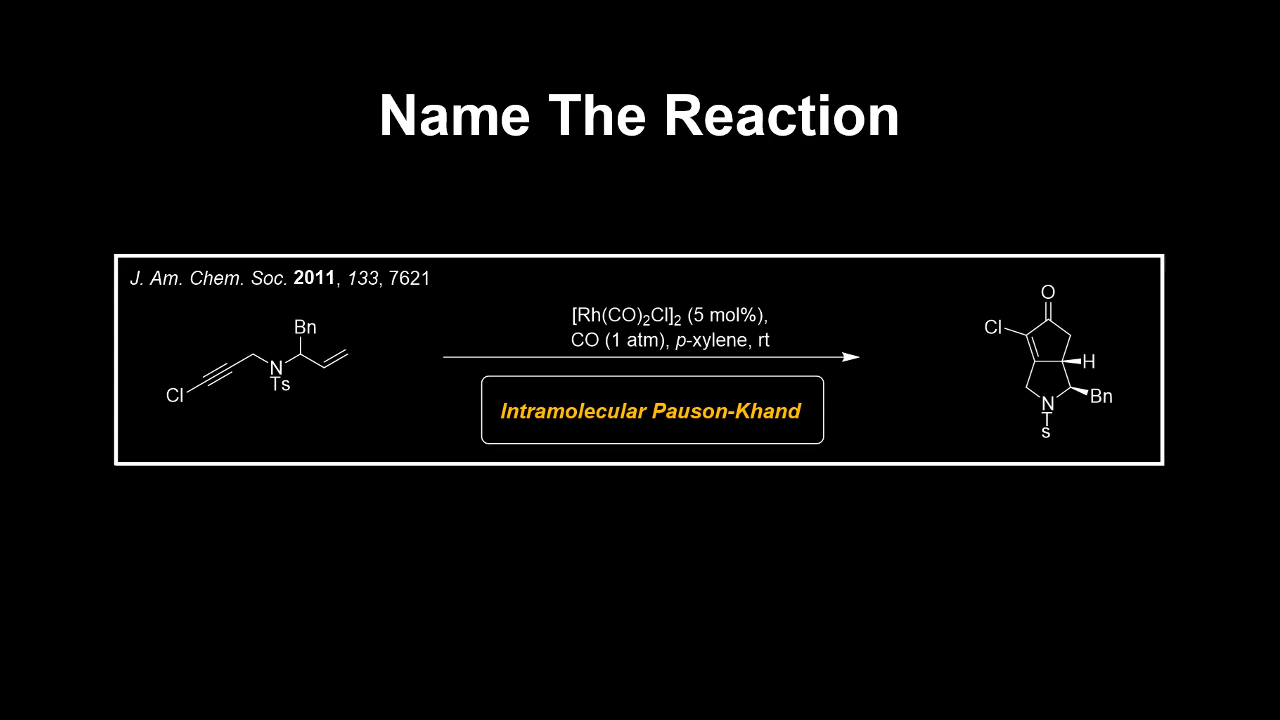 Name The Reaction
J. Am. Chem. Soc. 2011, 133, 7621
[Rh(CO)₂Cl]₂ (5 mol%),
CO (1 atm), p-xylene, rt
Intramolecular Pauson-Khand
Bn
N
Ts
Cl
O
Cl
H
Bn
N
Ts